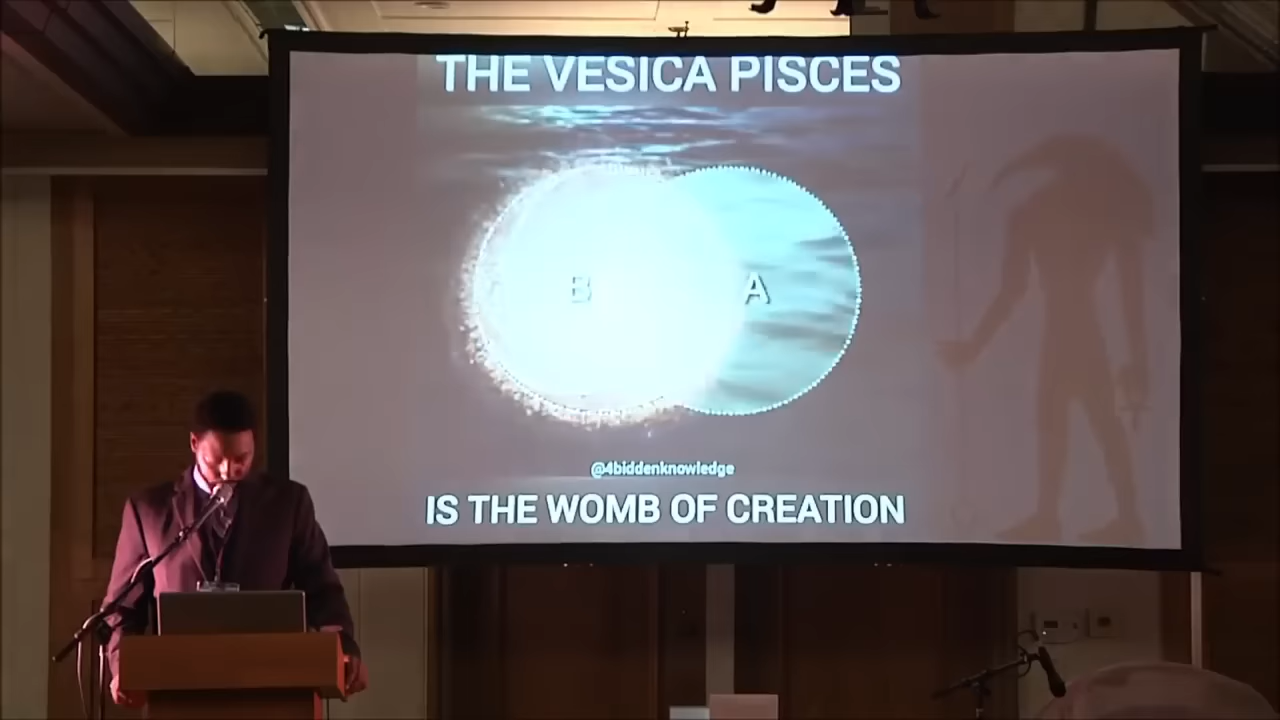 THE VESICA PISCES
B A
@4biddenknowledge
IS THE WOMB OF CREATION